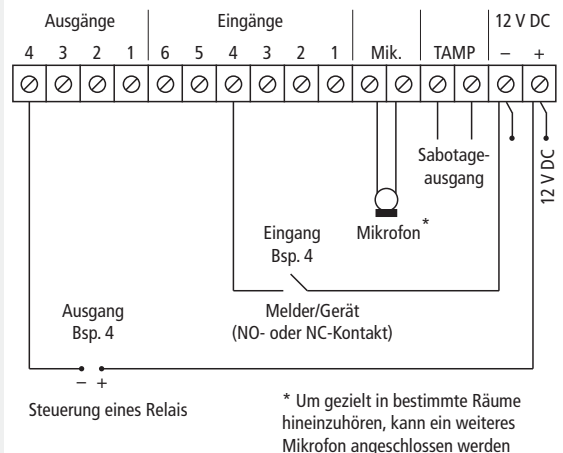 Ausgänge Eingänge 12 V DC
4 3 2 1 6 5 4 3 2 1 Mik. TAMP – +
Sabotage-
ausgang
12 V DC
Eingang
Bsp. 4
Mikrofon*
Ausgang
Bsp. 4
Melder/Gerät
(NO- oder NC-Kontakt)
– +
Steuerung eines Relais
* Um gezielt in bestimmte Räume
hineinzuhören, kann ein weiteres
Mikrofon angeschlossen werden